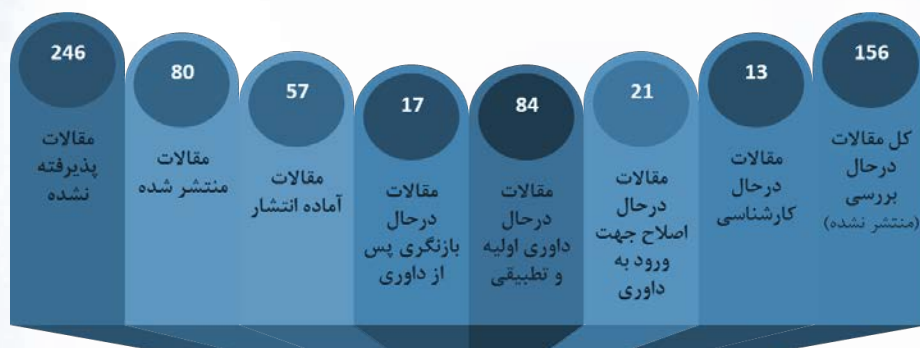 156
کل مقالات
درحال
بررسی
(منتشر نشده)
13
مقالات
درحال
کارشناسی
21
مقالات
درحال
اصلاح جهت
ورود به
داوری
84
مقالات
درحال
داوری اولیه
و تطبیقی
17
مقالات
درحال
بازنگری پس
از داوری
57
مقالات
آماده انتشار
80
مقالات
منتشر شده
246
مقالات
پذیرفته
نشده